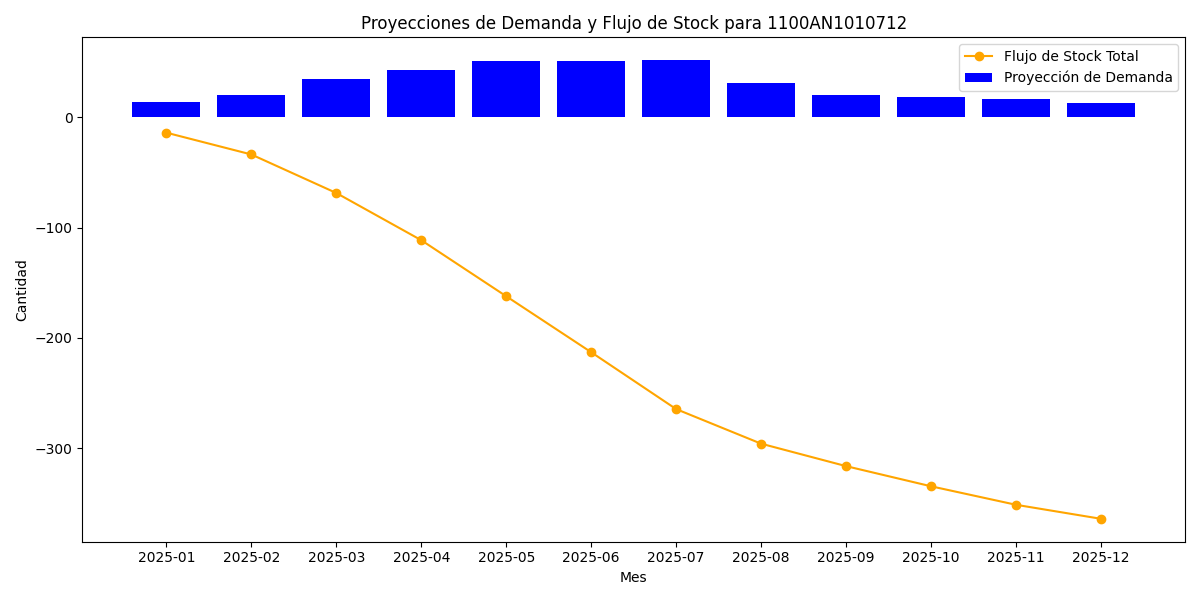 Proyecciones de Demanda y Flujo de Stock para 1100AN1010712
Flujo de Stock Total
Proyección de Demanda
0
−100
−200
−300
Cantidad
2025-01 2025-02 2025-03 2025-04 2025-05 2025-06 2025-07 2025-08 2025-09 2025-10 2025-11 2025-12
Mes